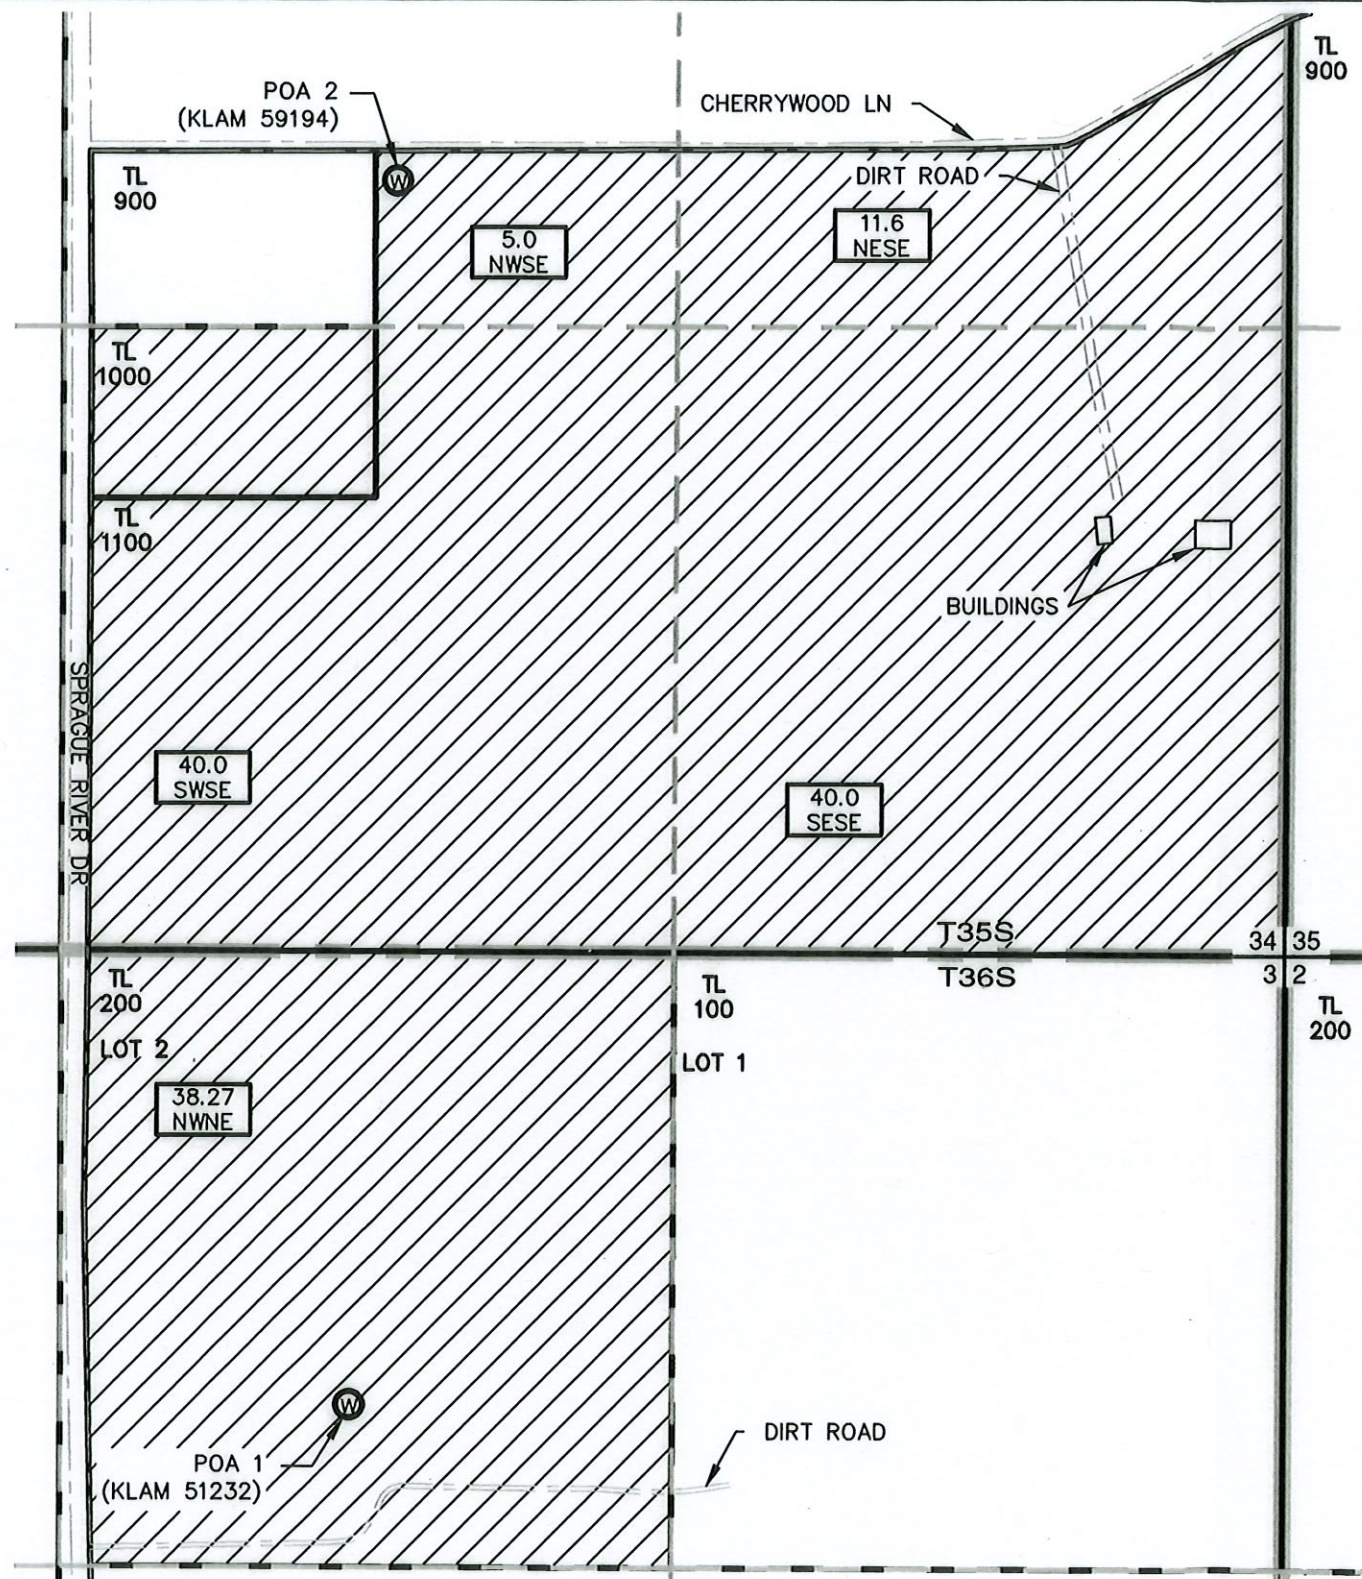 TL
900
POA 2
(KLAM 59194)
CHERRYWOOD LN
TL
900
W
DIRT ROAD
5.0
NWSE
11.6
NESE
TL
1000
TL
1100
BUILDINGS
SPRAGUE RIVER DR
40.0
SWSE
40.0
SESE
T35S
34 35
T36S
3 2
TL
200
TL
100
TL
200
LOT 2
LOT 1
38.27
NWNE
W
POA 1
(KLAM 51232)
DIRT ROAD